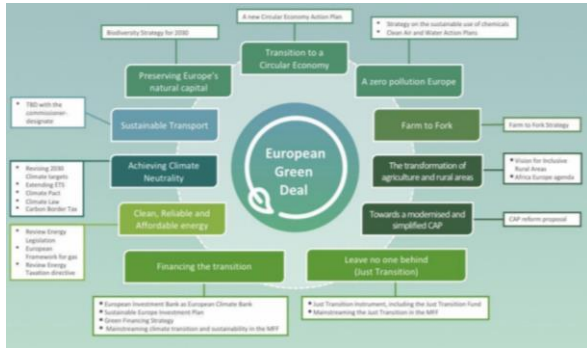 A new Circular Economy Action Plan
Biodiversity Strategy for 2030
Strategy on the sustainable use of chemicals
Clean Air and Water Action Plans
Transition to a
Circular Economy
Preserving Europe's
natural capital
A zero pollution Europe
TBD with the
commissioner-
designate
Sustainable Transport
Farm to Fork
Farm to Fork Strategy
European
Green
Deal
Revising 2030
Climate targets
Extending ETS
Climate Pact
Climate Law
Carbon Border Tax
Achieving Climate
Neutrality
The transformation of
agriculture and rural areas
Vision for Inclusive
Rural Areas
Africa Europe agenda
Review Energy
Legislation
European
Framework for gas
Review Energy
Taxation directive
Clean, Reliable and
Affordable energy
Towards a modernised and
simplified CAP
CAP reform proposal
Financing the transition
Leave no one behind
(Just Transition)
European Investment Bank as European Climate Bank
Sustainable Europe Investment Plan
Green Financing Strategy
Mainstreaming climate transition and sustainability in the MFF
Just Transition Instrument, including the Just Transition Fund
Mainstreaming the Just Transition in the MFF